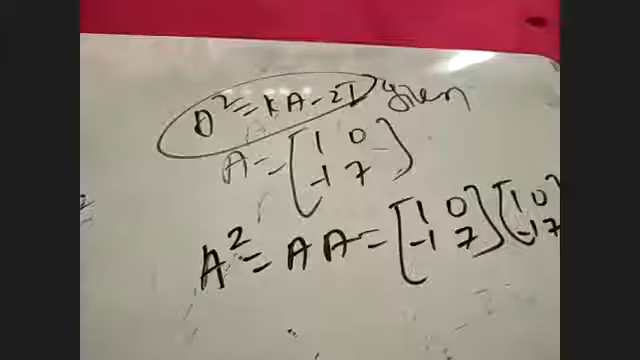 A² = KA - 2I given
A = [1 0
-1 7]
A² = AA = [1 0 [1 0
-1 7] -1 7